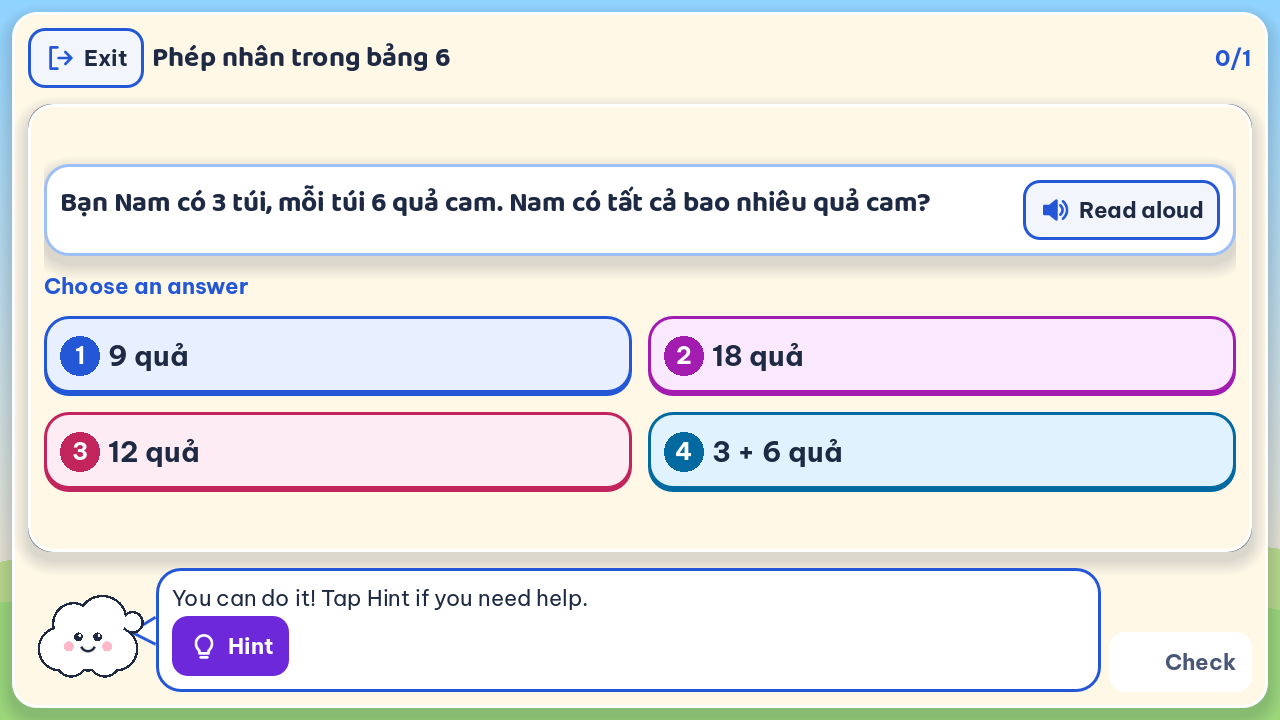 Exit
Phép nhân trong bảng 6
0/1
Bạn Nam có 3 túi, mỗi túi 6 quả cam. Nam có tất cả bao nhiêu quả cam?
Read aloud
Choose an answer
1 9 quả
2 18 quả
3 12 quả
4 3 + 6 quả
You can do it! Tap Hint if you need help.
Hint
Check